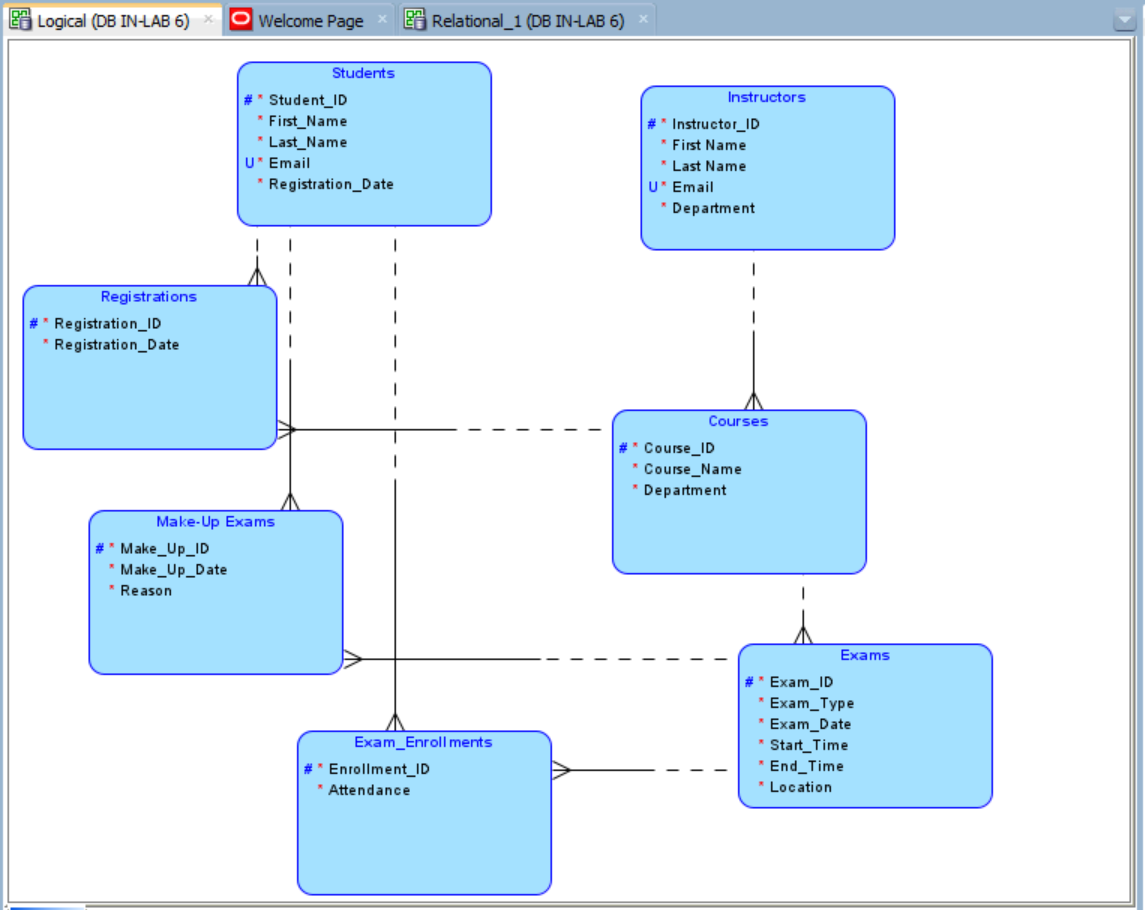 Logical (DB IN-LAB 6)
Welcome Page
Relational_1 (DB IN-LAB 6)
Students
# * Student_ID
* First_Name
* Last_Name
U * Email
* Registration_Date
Instructors
# * Instructor_ID
* First Name
* Last Name
U * Email
* Department
Registrations
# * Registration_ID
* Registration_Date
Courses
# * Course_ID
* Course_Name
* Department
Make-Up Exams
# * Make_Up_ID
* Make_Up_Date
* Reason
Exams
# * Exam_ID
* Exam_Type
* Exam_Date
* Start_Time
* End_Time
* Location
Exam_Enrollments
# * Enrollment_ID
* Attendance